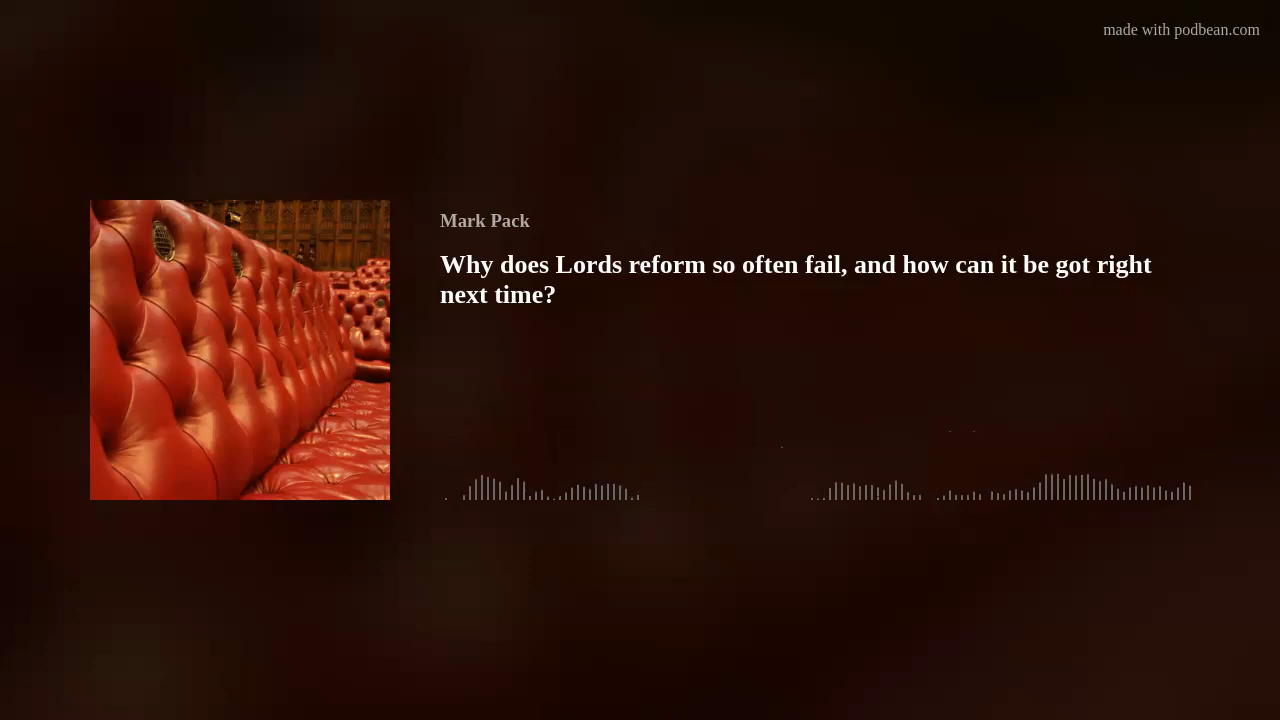 made with podbean.com
Mark Pack
Why does Lords reform so often fail, and how can it be got right
next time?